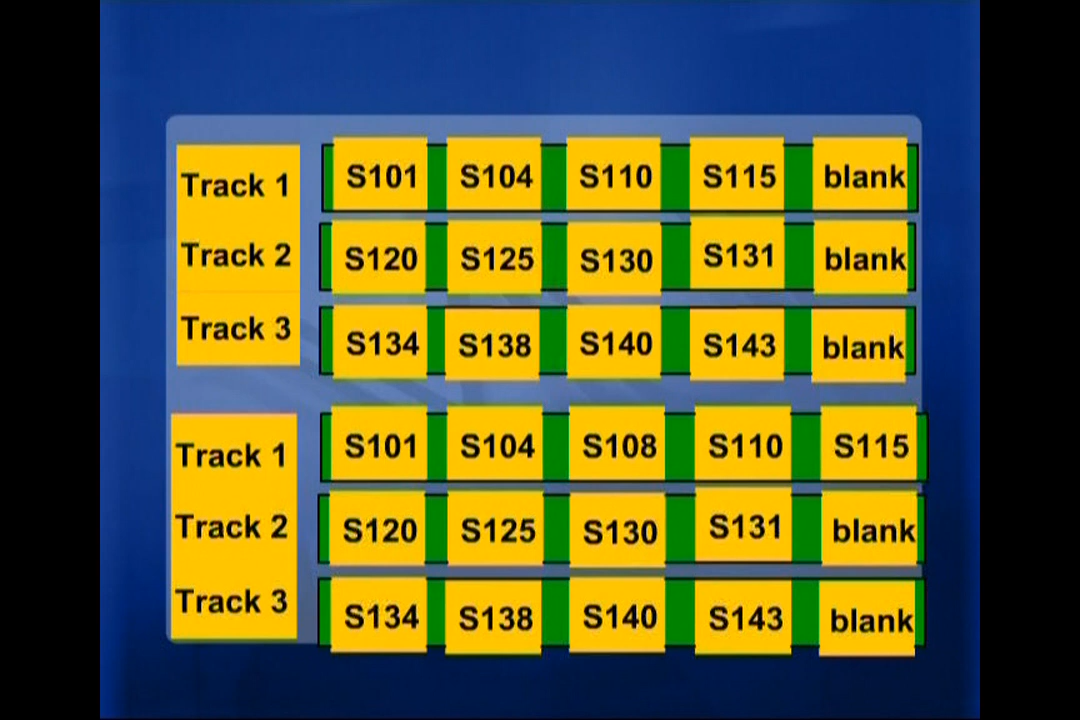 Track 1 S101 S104 S110 S115 blank
Track 2 S120 S125 S130 S131 blank
Track 3 S134 S138 S140 S143 blank
Track 1 S101 S104 S108 S110 S115
Track 2 S120 S125 S130 S131 blank
Track 3 S134 S138 S140 S143 blank